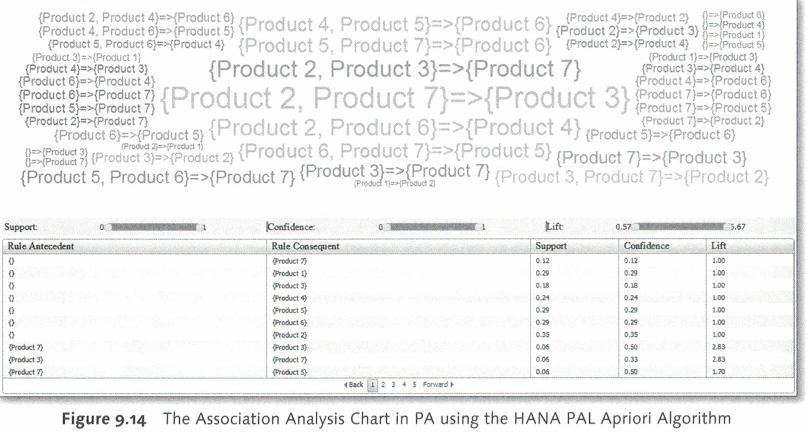 {Product 2, Product 4}=>{Product 6}
{Product 4, Product 6}=>{Product 5}
{Product 5, Product 6}=>{Product 4}
{Product 4, Product 5}=>{Product 6}
{Product 5, Product 7}=>{Product 6}
{Product 4}=>{Product 2}
{Product 2}=>{Product 3}
{Product 2}=>{Product 4}
{}=>{Product 6}
{}=>{Product 4}
{}=>{Product 1}
{}=>{Product 5}
{Product 3}=>{Product 1}
{Product 4}=>{Product 3}
{Product 6}=>{Product 4}
{Product 6}=>{Product 7}
{Product 5}=>{Product 7}
{Product 2}=>{Product 7}
{Product 2, Product 3}=>{Product 7}
{Product 2, Product 7}=>{Product 3}
{Product 1}=>{Product 3}
{Product 3}=>{Product 4}
{Product 4}=>{Product 6}
{Product 7}=>{Product 6}
{Product 7}=>{Product 5}
{Product 7}=>{Product 2}
{Product 6}=>{Product 5}
{Product 2, Product 6}=>{Product 4}
{Product 5}=>{Product 6}
{Product 2}=>{Product 1}
{}=>{Product 3}
{}=>{Product 7}
{Product 3}=>{Product 2}
{Product 6, Product 7}=>{Product 5}
{Product 7}=>{Product 3}
{Product 5, Product 6}=>{Product 7}
{Product 3}=>{Product 7}
{Product 1}=>{Product 2}
{Product 3, Product 7}=>{Product 2}
Support: 0 1 Confidence: 0 1 Lift: 0.57 5.67
Rule Antecedent Rule Consequent Support Confidence Lift
{} {Product 7} 0.12 0.12 1.00
{} {Product 1} 0.29 0.29 1.00
{} {Product 3} 0.18 0.18 1.00
{} {Product 4} 0.24 0.24 1.00
{} {Product 5} 0.29 0.29 1.00
{} {Product 6} 0.29 0.29 1.00
{} {Product 2} 0.35 0.35 1.00
{Product 7} {Product 3} 0.06 0.50 2.83
{Product 3} {Product 7} 0.06 0.33 2.83
{Product 7} {Product 5} 0.06 0.50 1.70
Back 1 2 3 4 5 Forward
Figure 9.14 The Association Analysis Chart in PA using the HANA PAL Apriori Algorithm